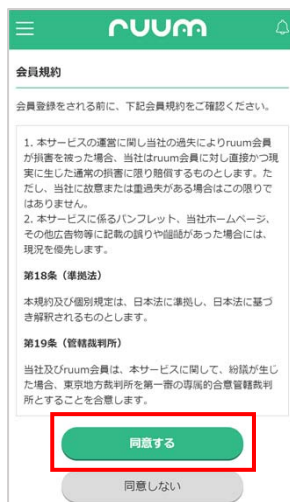 ruum
会員規約
会員登録をされる前に、下記会員規約をご確認ください。
1. 本サービスの運営に関し当社の過失によりruum会員
が損害を被った場合、当社はruum会員に対し直接かつ現
実に生じた通常の損害に限り賠償するものとします。た
だし、当社に故意または重過失がある場合はこの限りで
はありません。
2. 本サービスに係るパンフレット、当社ホームページ、
その他広告物等に記載の誤りや齟齬があった場合には、
現況を優先します。
第18条（準拠法）
本規約及び個別規定は、日本法に準拠し、日本法に基づ
き解釈されるものとします。
第19条（管轄裁判所）
当社及びruum会員は、本サービスに関して、紛議が生じ
た場合、東京地方裁判所を第一審の専属的合意管轄裁判
所とすることを合意します。
同意する
同意しない